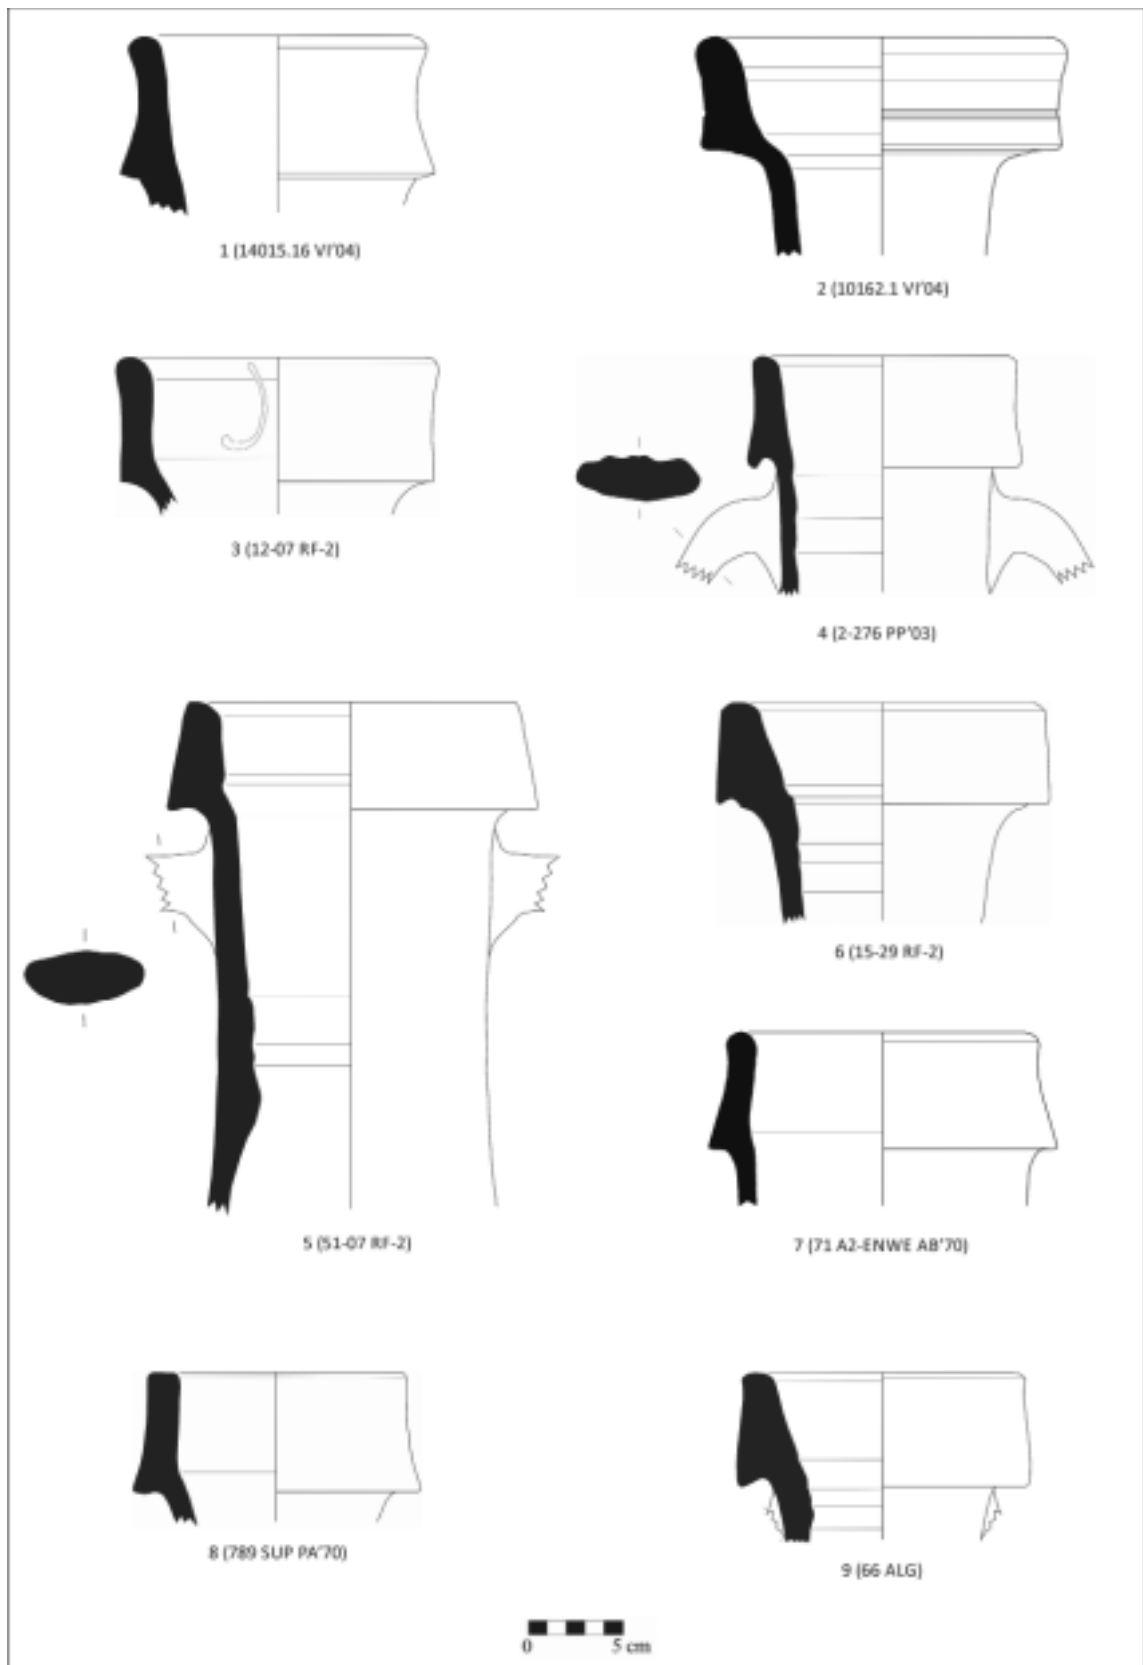 1 (14015.16 VI'04)
2 (10162.1 VI'04)
3 (12-07 RF-2)
4 (2-276 PP'03)
5 (51-07 RF-2)
6 (15-29 RF-2)
7 (71 A2-ENWE AB'70)
8 (789 SUP PA'70)
9 (66 ALG)
0 5 cm